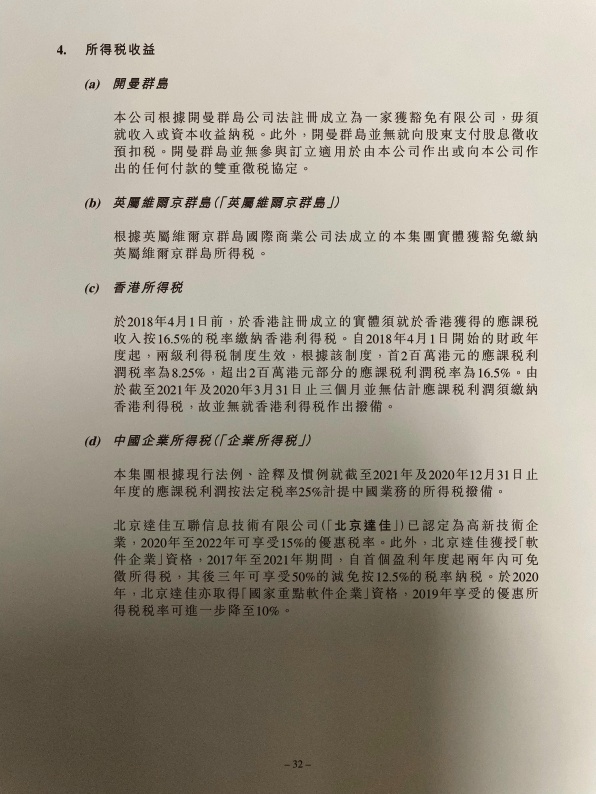 4. 所得稅收益
(a) 開曼群島
本公司根據開曼群島公司法註冊成立為一家獲豁免有限公司，毋須
就收入或資本收益納稅。此外，開曼群島並無就向股東支付股息徵收
預扣稅。開曼群島並無參與訂立適用於由本公司作出或向本公司作
出的任何付款的雙重徵稅協定。
(b) 英屬維爾京群島(「英屬維爾京群島」)
根據英屬維爾京群島國際商業公司法成立的本集團實體獲豁免繳納
英屬維爾京群島所得稅。
(c) 香港所得稅
於2018年4月1日前，於香港註冊成立的實體須就於香港獲得的應課稅
收入按16.5%的稅率繳納香港利得稅。自2018年4月1日開始的財政年
度起，兩級利得稅制度生效，根據該制度，首2百萬港元的應課稅利
潤稅率為8.25%，超出2百萬港元部分的應課稅利潤稅率為16.5%。由
於截至2021年及2020年3月31日止三個月並無估計應課稅利潤須繳納
香港利得稅，故並無就香港利得稅作出撥備。
(d) 中國企業所得稅(「企業所得稅」)
本集團根據現行法例、詮釋及慣例就截至2021年及2020年12月31日止
年度的應課稅利潤按法定稅率25%計提中國業務的所得稅撥備。
北京達佳互聯信息技術有限公司(「北京達佳」)已認定為高新技術企
業，2020年至2022年可享受15%的優惠稅率。此外，北京達佳獲授「軟
件企業」資格，2017年至2021年期間，自首個盈利年度起兩年內可免
徵所得稅，其後三年可享受50%的減免按12.5%的稅率納稅。於2020
年，北京達佳亦取得「國家重點軟件企業」資格，2019年享受的優惠所
得稅稅率可進一步降至10%。
– 32 –